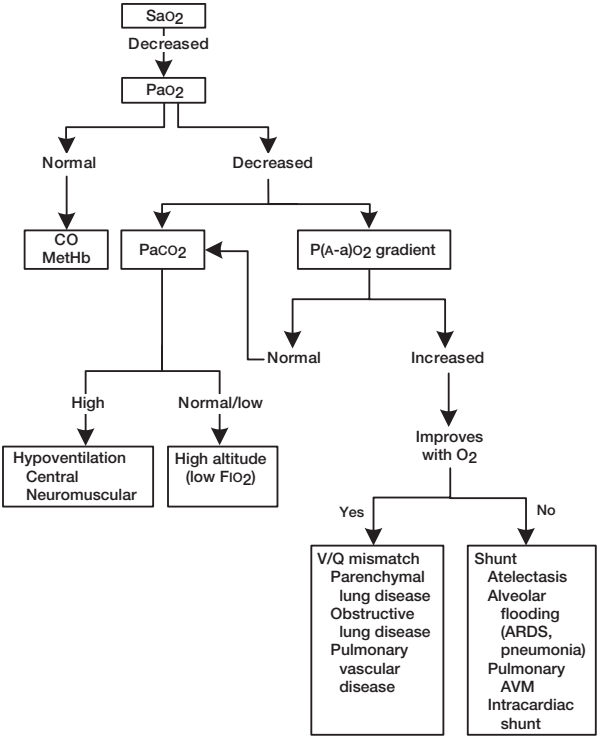 SaO2
Decreased
PaO2
Normal
Decreased
CO
MetHb
PaCO2
P(A-a)O2 gradient
Normal
Increased
High
Normal/low
Improves
with O2
Hypoventilation
Central
Neuromuscular
High altitude
(low FIO2)
Yes
No
V/Q mismatch
Parenchymal
lung disease
Obstructive
lung disease
Pulmonary
vascular
disease
Shunt
Atelectasis
Alveolar
flooding
(ARDS,
pneumonia)
Pulmonary
AVM
Intracardiac
shunt